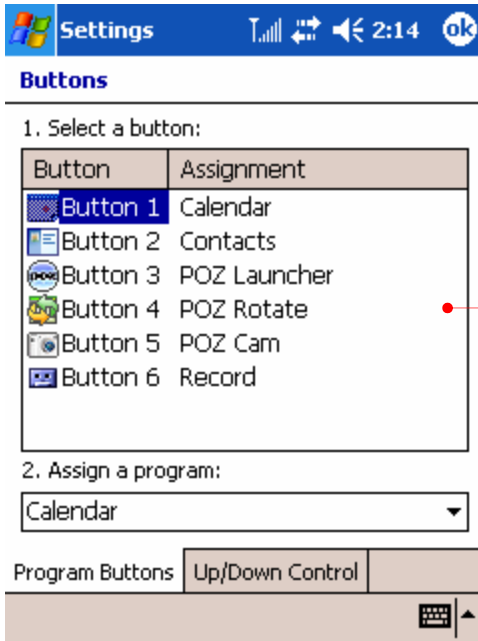 Settings 2:14 ok
Buttons
1. Select a button:
Button Assignment
Button 1 Calendar
Button 2 Contacts
Button 3 POZ Launcher
Button 4 POZ Rotate
Button 5 POZ Cam
Button 6 Record
2. Assign a program:
Calendar
Program Buttons Up/Down Control